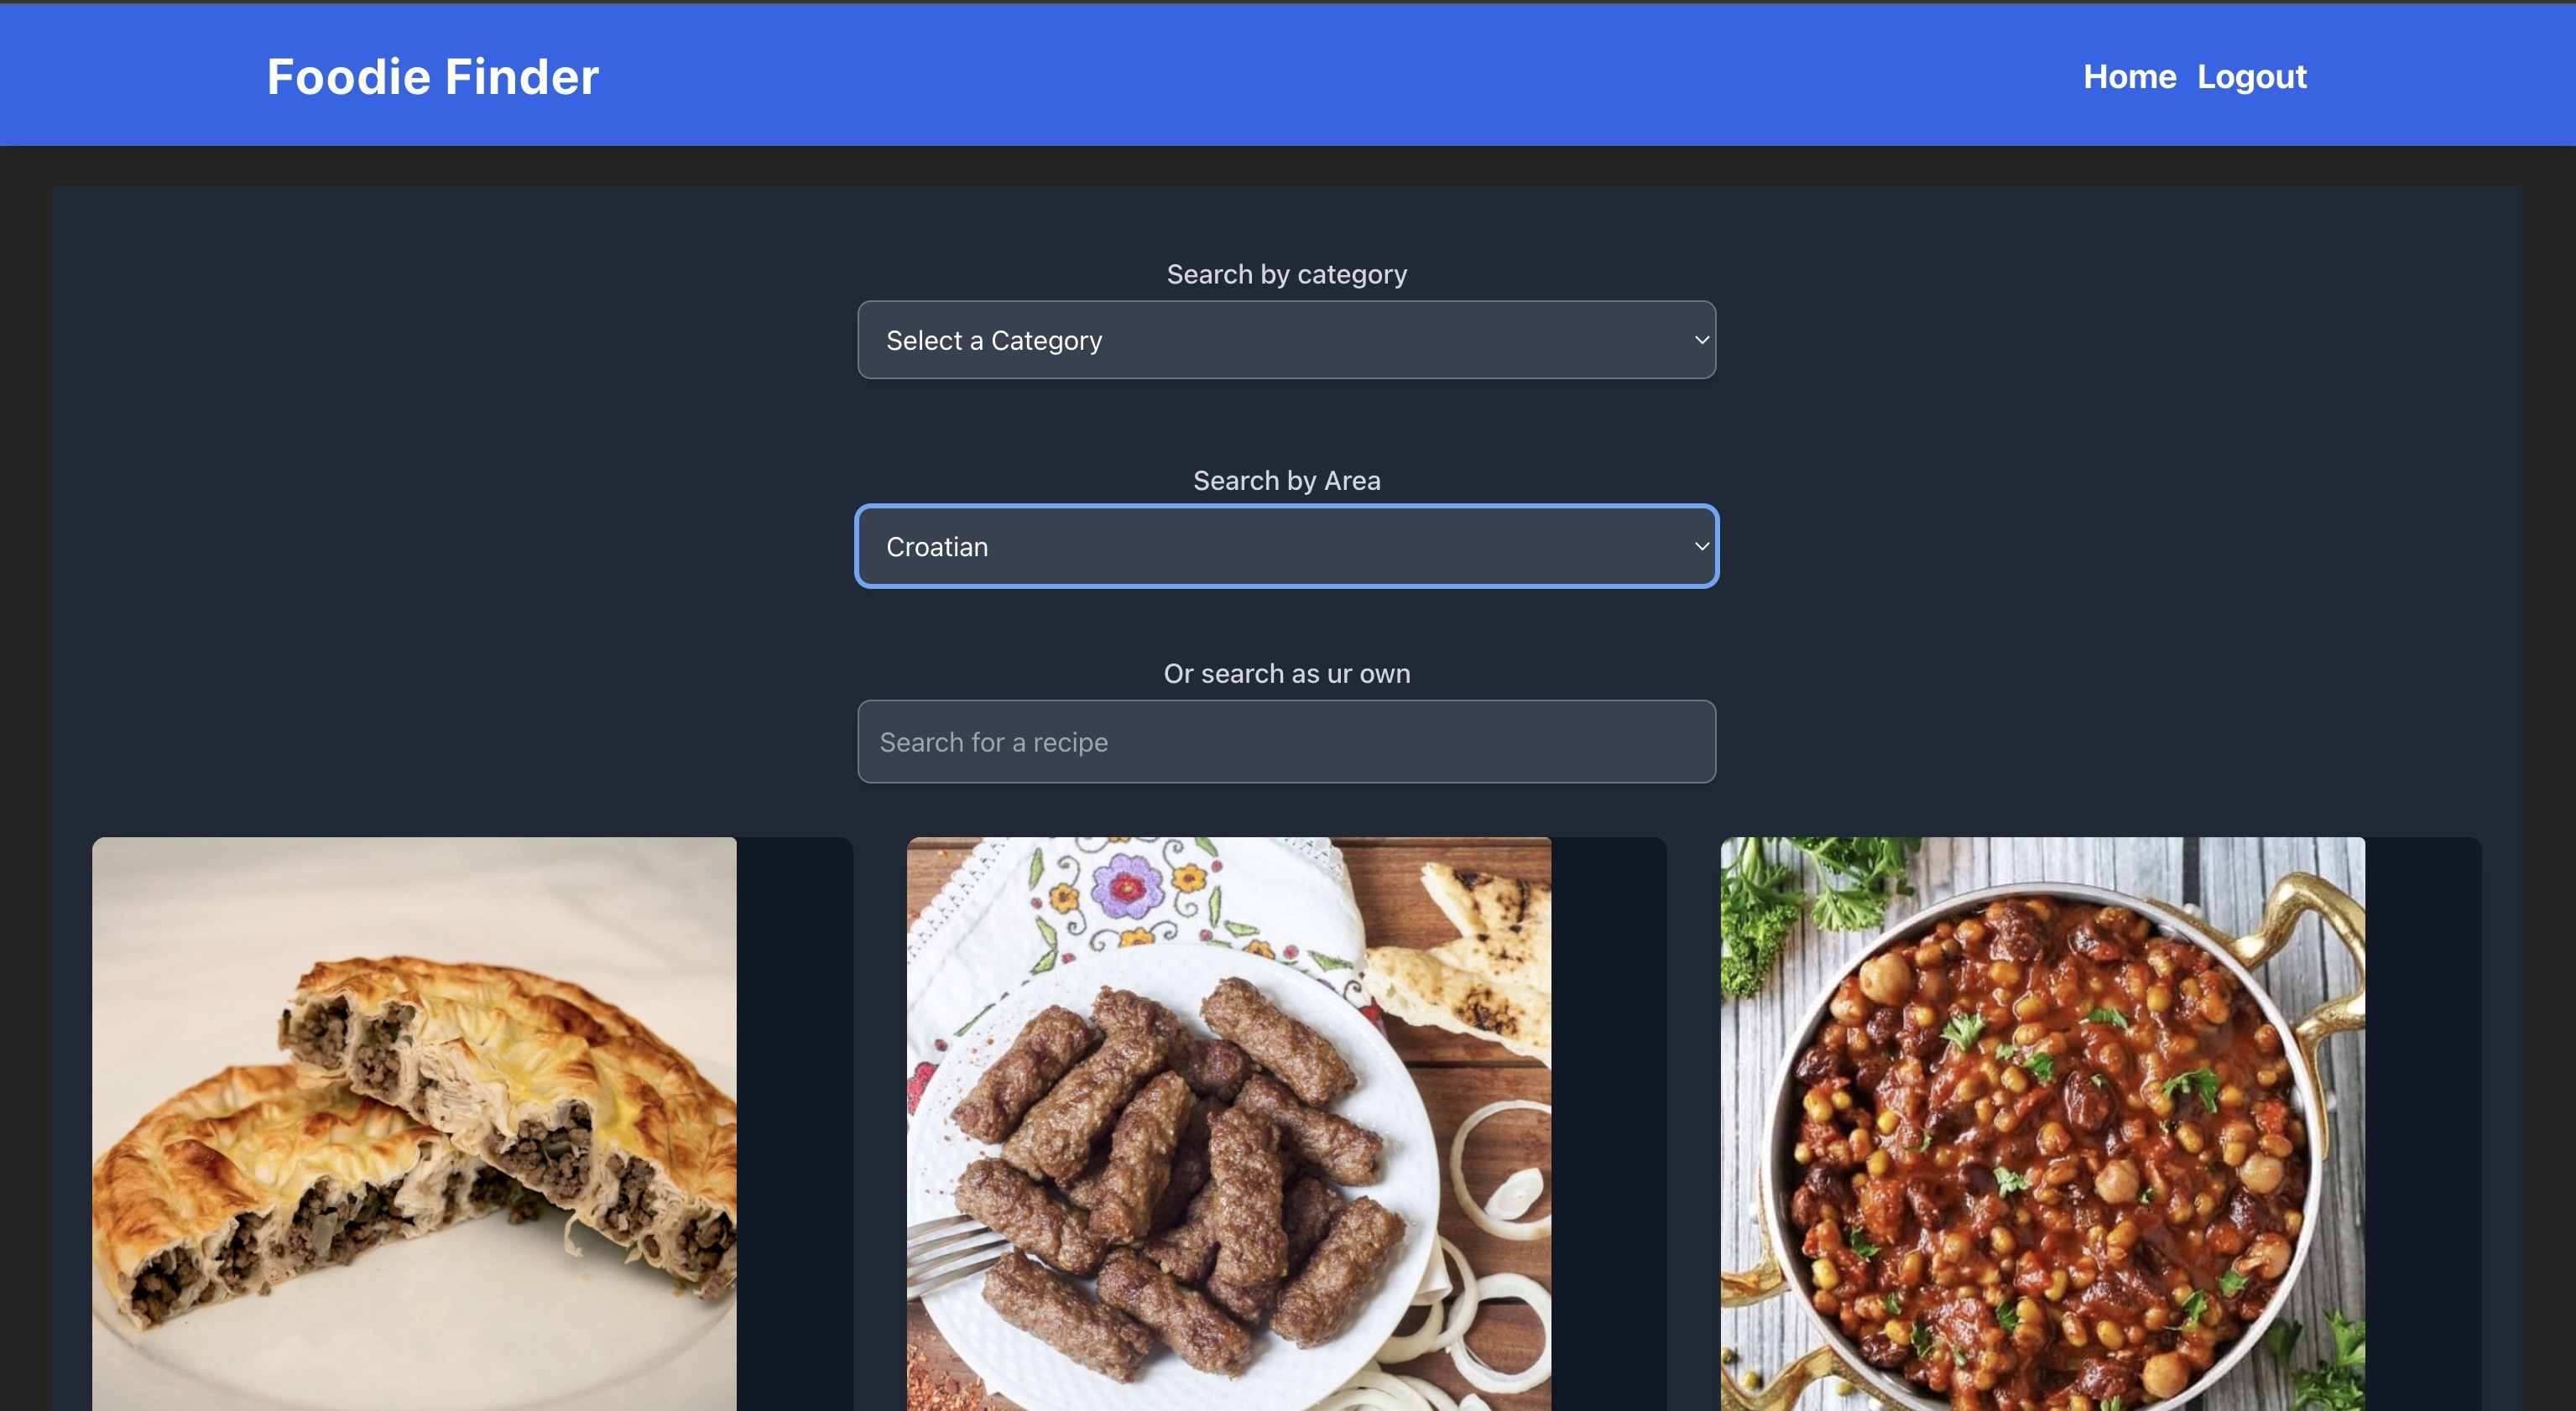 Foodie Finder
Home Logout
Search by category
Select a Category
Search by Area
Croatian
Or search as ur own
Search for a recipe